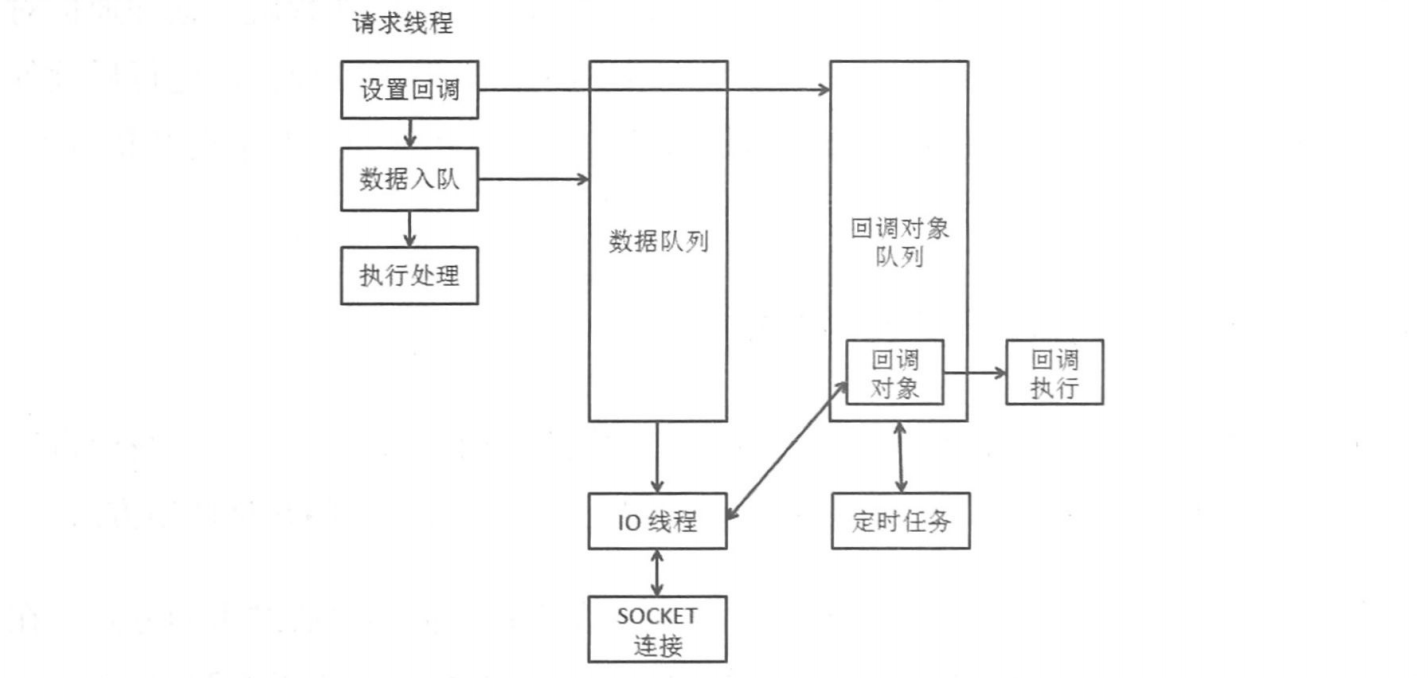 请求线程
设置回调
数据入队
执行处理
数据队列
回调对象
队列
回调
对象
回调
执行
IO 线程
定时任务
SOCKET
连接